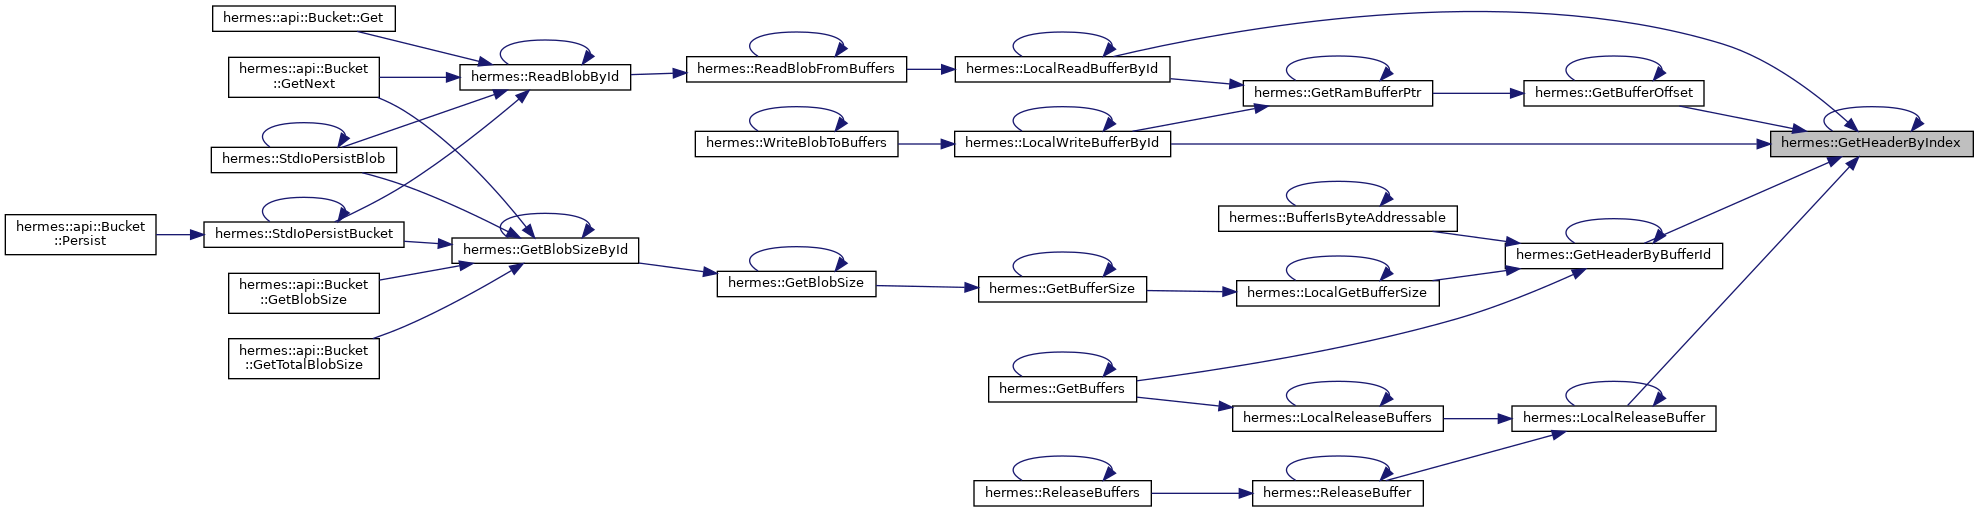 hermes::api::Bucket::Get
hermes::api::Bucket
::GetNext
hermes::ReadBlobById
hermes::ReadBlobFromBuffers
hermes::LocalReadBufferById
hermes::GetRamBufferPtr
hermes::GetBufferOffset
hermes::StdIoPersistBlob
hermes::WriteBlobToBuffers
hermes::LocalWriteBufferById
hermes::GetHeaderByIndex
hermes::api::Bucket
::Persist
hermes::StdIoPersistBucket
hermes::GetBlobSizeById
hermes::BufferIsByteAddressable
hermes::GetHeaderByBufferId
hermes::api::Bucket
::GetBlobSize
hermes::GetBlobSize
hermes::GetBufferSize
hermes::LocalGetBufferSize
hermes::api::Bucket
::GetTotalBlobSize
hermes::GetBuffers
hermes::LocalReleaseBuffers
hermes::LocalReleaseBuffer
hermes::ReleaseBuffers
hermes::ReleaseBuffer